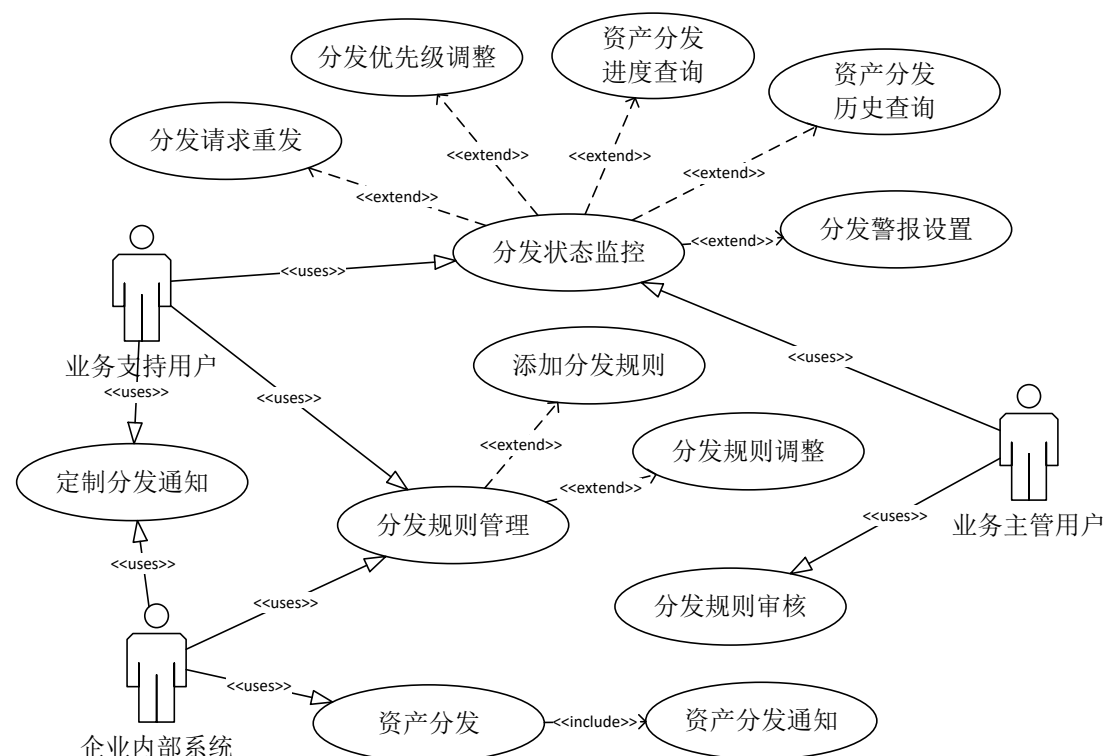 分发优先级调整
资产分发
进度查询
资产分发
历史查询
分发请求重发
<<extend>>
<<extend>>
<<extend>>
<<extend>>
分发状态监控
<<extend>>
分发警报设置
<<uses>>
业务支持用户
<<uses>>
<<uses>>
添加分发规则
<<uses>>
<<extend>>
分发规则调整
定制分发通知
<<extend>>
分发规则管理
<<uses>>
业务主管用户
<<uses>>
<<uses>>
分发规则审核
企业内部系统
<<uses>>
资产分发
<<include>>
资产分发通知